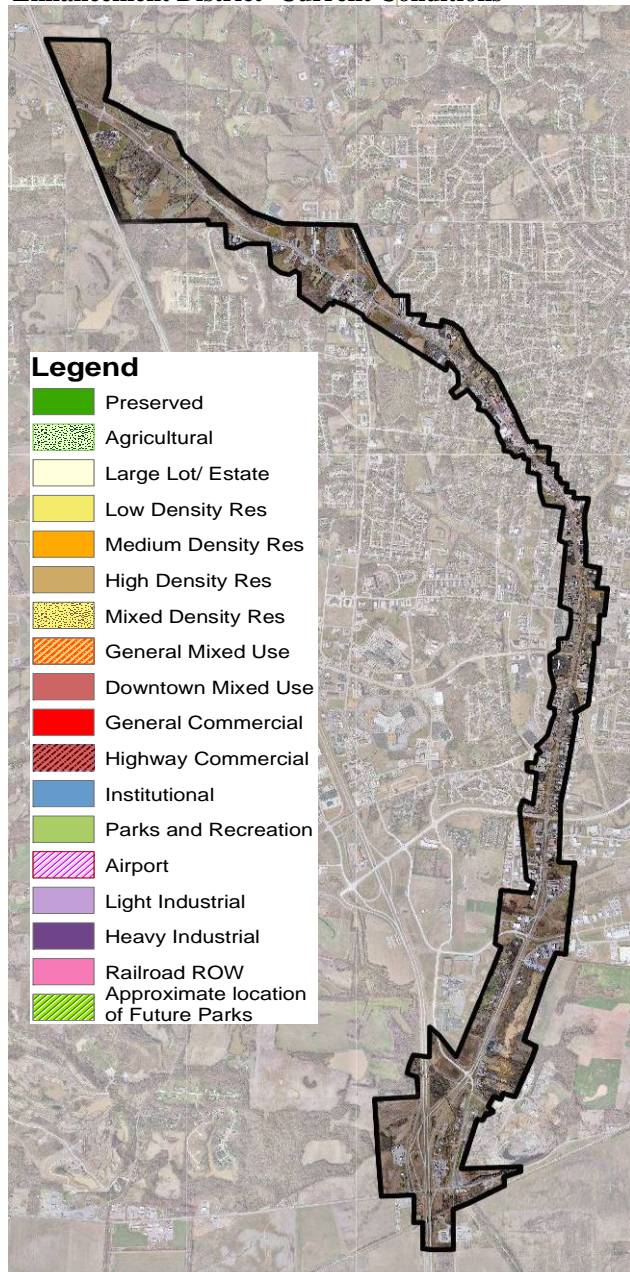 Enhancement District- Current Conditions
Legend
Preserved
Agricultural
Large Lot/ Estate
Low Density Res
Medium Density Res
High Density Res
Mixed Density Res
General Mixed Use
Downtown Mixed Use
General Commercial
Highway Commercial
Institutional
Parks and Recreation
Airport
Light Industrial
Heavy Industrial
Railroad ROW
Approximate location
of Future Parks